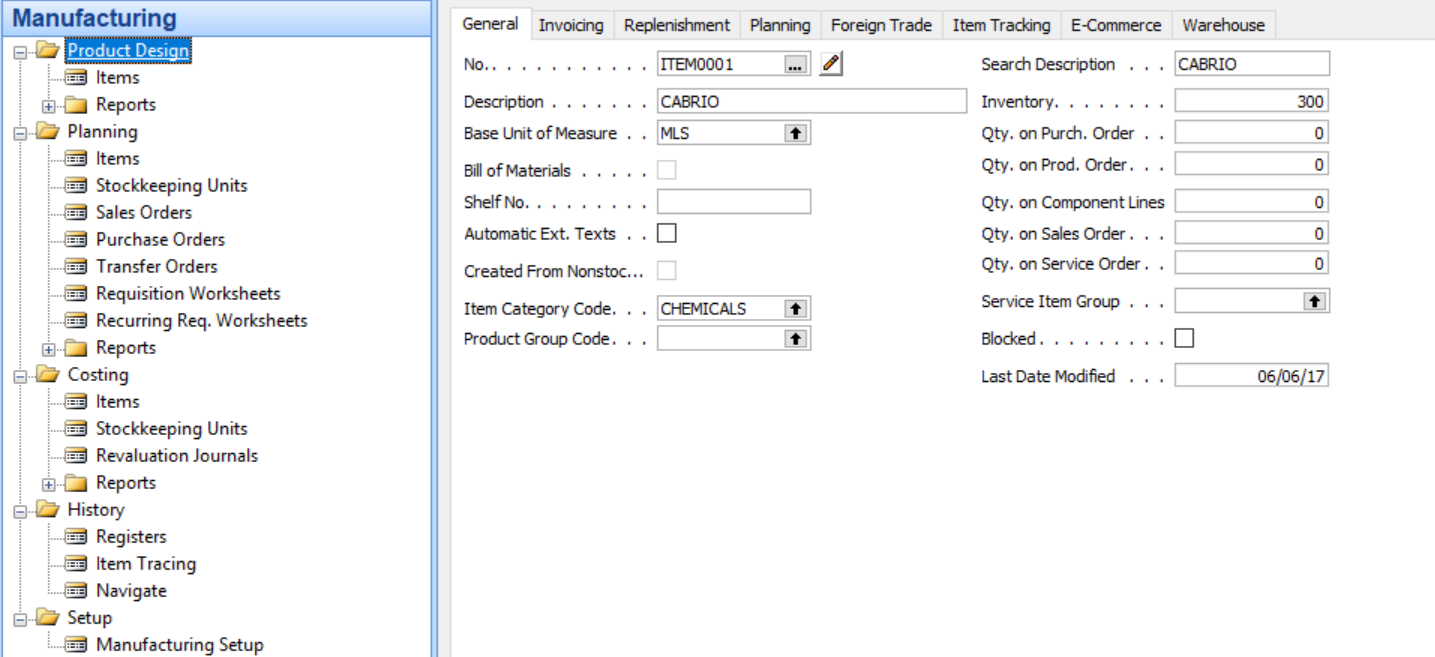 Manufacturing
Product Design
Items
Reports
Planning
Items
Stockkeeping Units
Sales Orders
Purchase Orders
Transfer Orders
Requisition Worksheets
Recurring Req. Worksheets
Reports
Costing
Items
Stockkeeping Units
Revaluation Journals
Reports
History
Registers
Item Tracing
Navigate
Setup
Manufacturing Setup
General Invoicing Replenishment Planning Foreign Trade Item Tracking E-Commerce Warehouse
No. . . . . . . . . . . . ITEM0001 ...
Description . . . . . . . CABRIO
Base Unit of Measure . . MLS
Bill of Materials . . . . .
Shelf No. . . . . . . . . .
Automatic Ext. Texts . .
Created From Nonstoc...
Item Category Code. . . CHEMICALS
Product Group Code. . .
Search Description . . . CABRIO
Inventory. . . . . . . . 300
Qty. on Purch. Order . . 0
Qty. on Prod. Order. . . 0
Qty. on Component Lines 0
Qty. on Sales Order. . . 0
Qty. on Service Order. . 0
Service Item Group . . .
Blocked. . . . . . . . . .
Last Date Modified . . . 06/06/17